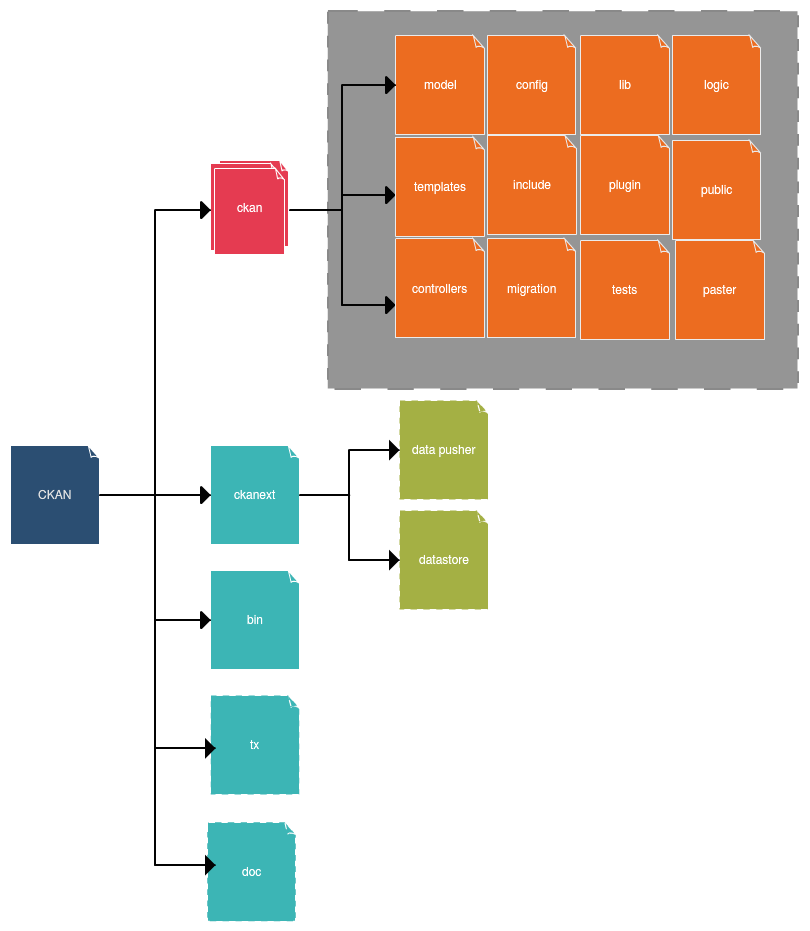 model
config
lib
logic
templates
include
plugin
public
ckan
controllers
migration
tests
paster
data pusher
CKAN
ckanext
datastore
bin
tx
doc